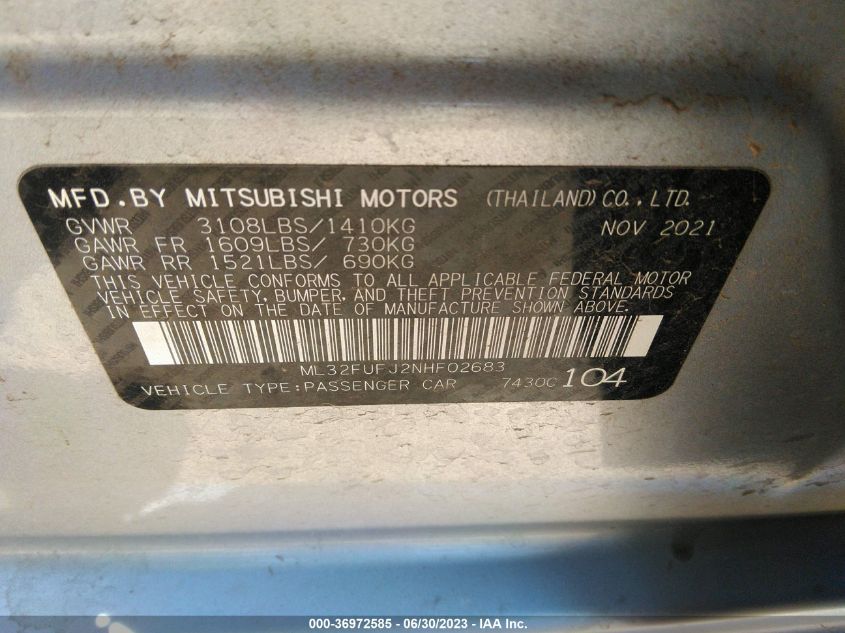 MFD.BY MITSUBISHI MOTORS (THAILAND)CO.,LTD.
GVWR 3108LBS/1410KG NOV 2021
GAWR FR 1609LBS/ 730KG
GAWR RR 1521LBS/ 690KG
THIS VEHICLE CONFORMS TO ALL APPLICABLE FEDERAL MOTOR
VEHICLE SAFETY, BUMPER, AND THEFT PREVENTION STANDARDS
IN EFFECT ON THE DATE OF MANUFACTURE SHOWN ABOVE.
ML32FUFJ2NHF02683
VEHICLE TYPE:PASSENGER CAR 7430C 104
000-36972585 - 06/30/2023 - IAA Inc.